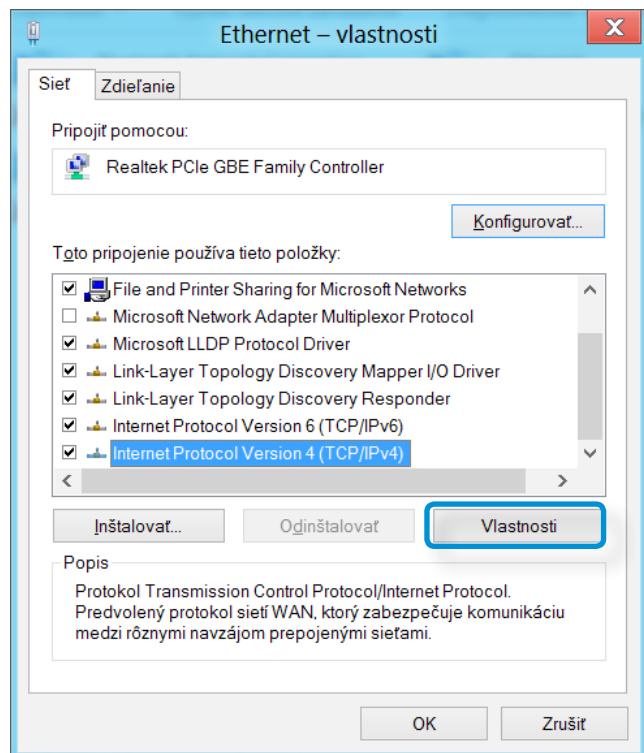 Ethernet – vlastnosti
Sieť Zdieľanie
Pripojiť pomocou:
Realtek PCIe GBE Family Controller
Konfigurovať...
Toto pripojenie používa tieto položky:
File and Printer Sharing for Microsoft Networks
Microsoft Network Adapter Multiplexor Protocol
Microsoft LLDP Protocol Driver
Link-Layer Topology Discovery Mapper I/O Driver
Link-Layer Topology Discovery Responder
Internet Protocol Version 6 (TCP/IPv6)
Internet Protocol Version 4 (TCP/IPv4)
Inštalovať... Odinštalovať Vlastnosti
Popis
Protokol Transmission Control Protocol/Internet Protocol.
Predvolený protokol sietí WAN, ktorý zabezpečuje komunikáciu
medzi rôznymi navzájom prepojenými sieťami.
OK Zrušiť